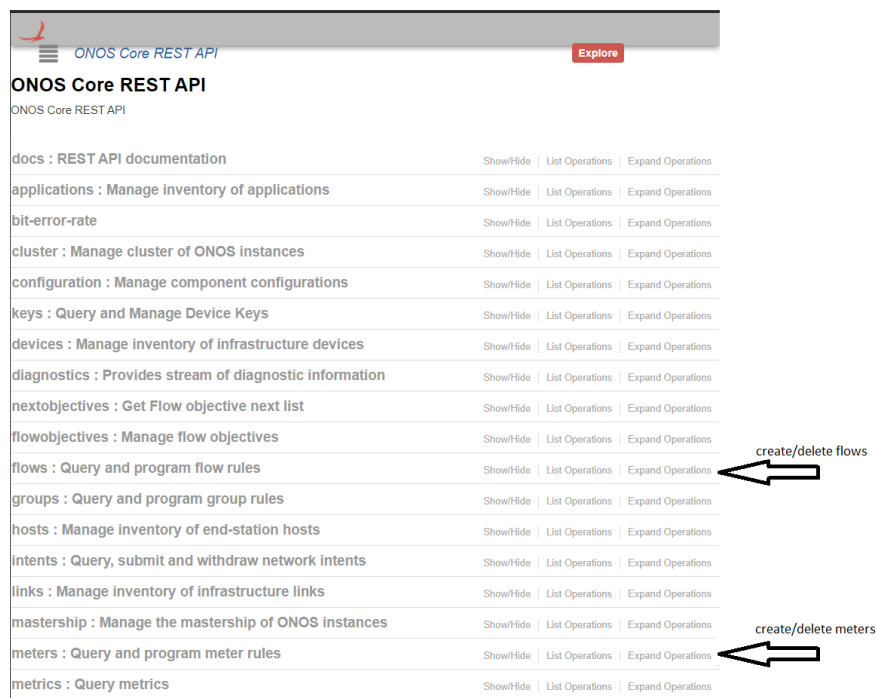 ONOS Core REST API
Explore
ONOS Core REST API
ONOS Core REST API
docs : REST API documentation Show/Hide List Operations Expand Operations
applications : Manage inventory of applications Show/Hide List Operations Expand Operations
bit-error-rate Show/Hide List Operations Expand Operations
cluster : Manage cluster of ONOS instances Show/Hide List Operations Expand Operations
configuration : Manage component configurations Show/Hide List Operations Expand Operations
keys : Query and Manage Device Keys Show/Hide List Operations Expand Operations
devices : Manage inventory of infrastructure devices Show/Hide List Operations Expand Operations
diagnostics : Provides stream of diagnostic information Show/Hide List Operations Expand Operations
nextobjectives : Get Flow objective next list Show/Hide List Operations Expand Operations
flowobjectives : Manage flow objectives Show/Hide List Operations Expand Operations
create/delete flows
flows : Query and program flow rules Show/Hide List Operations Expand Operations
groups : Query and program group rules Show/Hide List Operations Expand Operations
hosts : Manage inventory of end-station hosts Show/Hide List Operations Expand Operations
intents : Query, submit and withdraw network intents Show/Hide List Operations Expand Operations
links : Manage inventory of infrastructure links Show/Hide List Operations Expand Operations
mastership : Manage the mastership of ONOS instances Show/Hide List Operations Expand Operations
create/delete meters
meters : Query and program meter rules Show/Hide List Operations Expand Operations
metrics : Query metrics Show/Hide List Operations Expand Operations